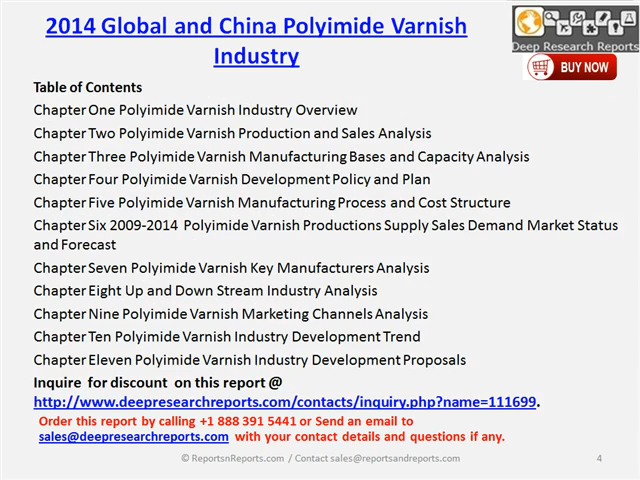 2014 Global and China Polyimide Varnish
Industry
Deep Research Reports
BUY NOW
Table of Contents
Chapter One Polyimide Varnish Industry Overview
Chapter Two Polyimide Varnish Production and Sales Analysis
Chapter Three Polyimide Varnish Manufacturing Bases and Capacity Analysis
Chapter Four Polyimide Varnish Development Policy and Plan
Chapter Five Polyimide Varnish Manufacturing Process and Cost Structure
Chapter Six 2009-2014 Polyimide Varnish Productions Supply Sales Demand Market Status
and Forecast
Chapter Seven Polyimide Varnish Key Manufacturers Analysis
Chapter Eight Up and Down Stream Industry Analysis
Chapter Nine Polyimide Varnish Marketing Channels Analysis
Chapter Ten Polyimide Varnish Industry Development Trend
Chapter Eleven Polyimide Varnish Industry Development Proposals
Inquire for discount on this report @
http://www.deepresearchreports.com/contacts/inquiry.php?name=111699.
Order this report by calling +1 888 391 5441 or Send an email to
sales@deepresearchreports.com with your contact details and questions if any.
© ReportsnReports.com / Contact sales@reportsandreports.com
4